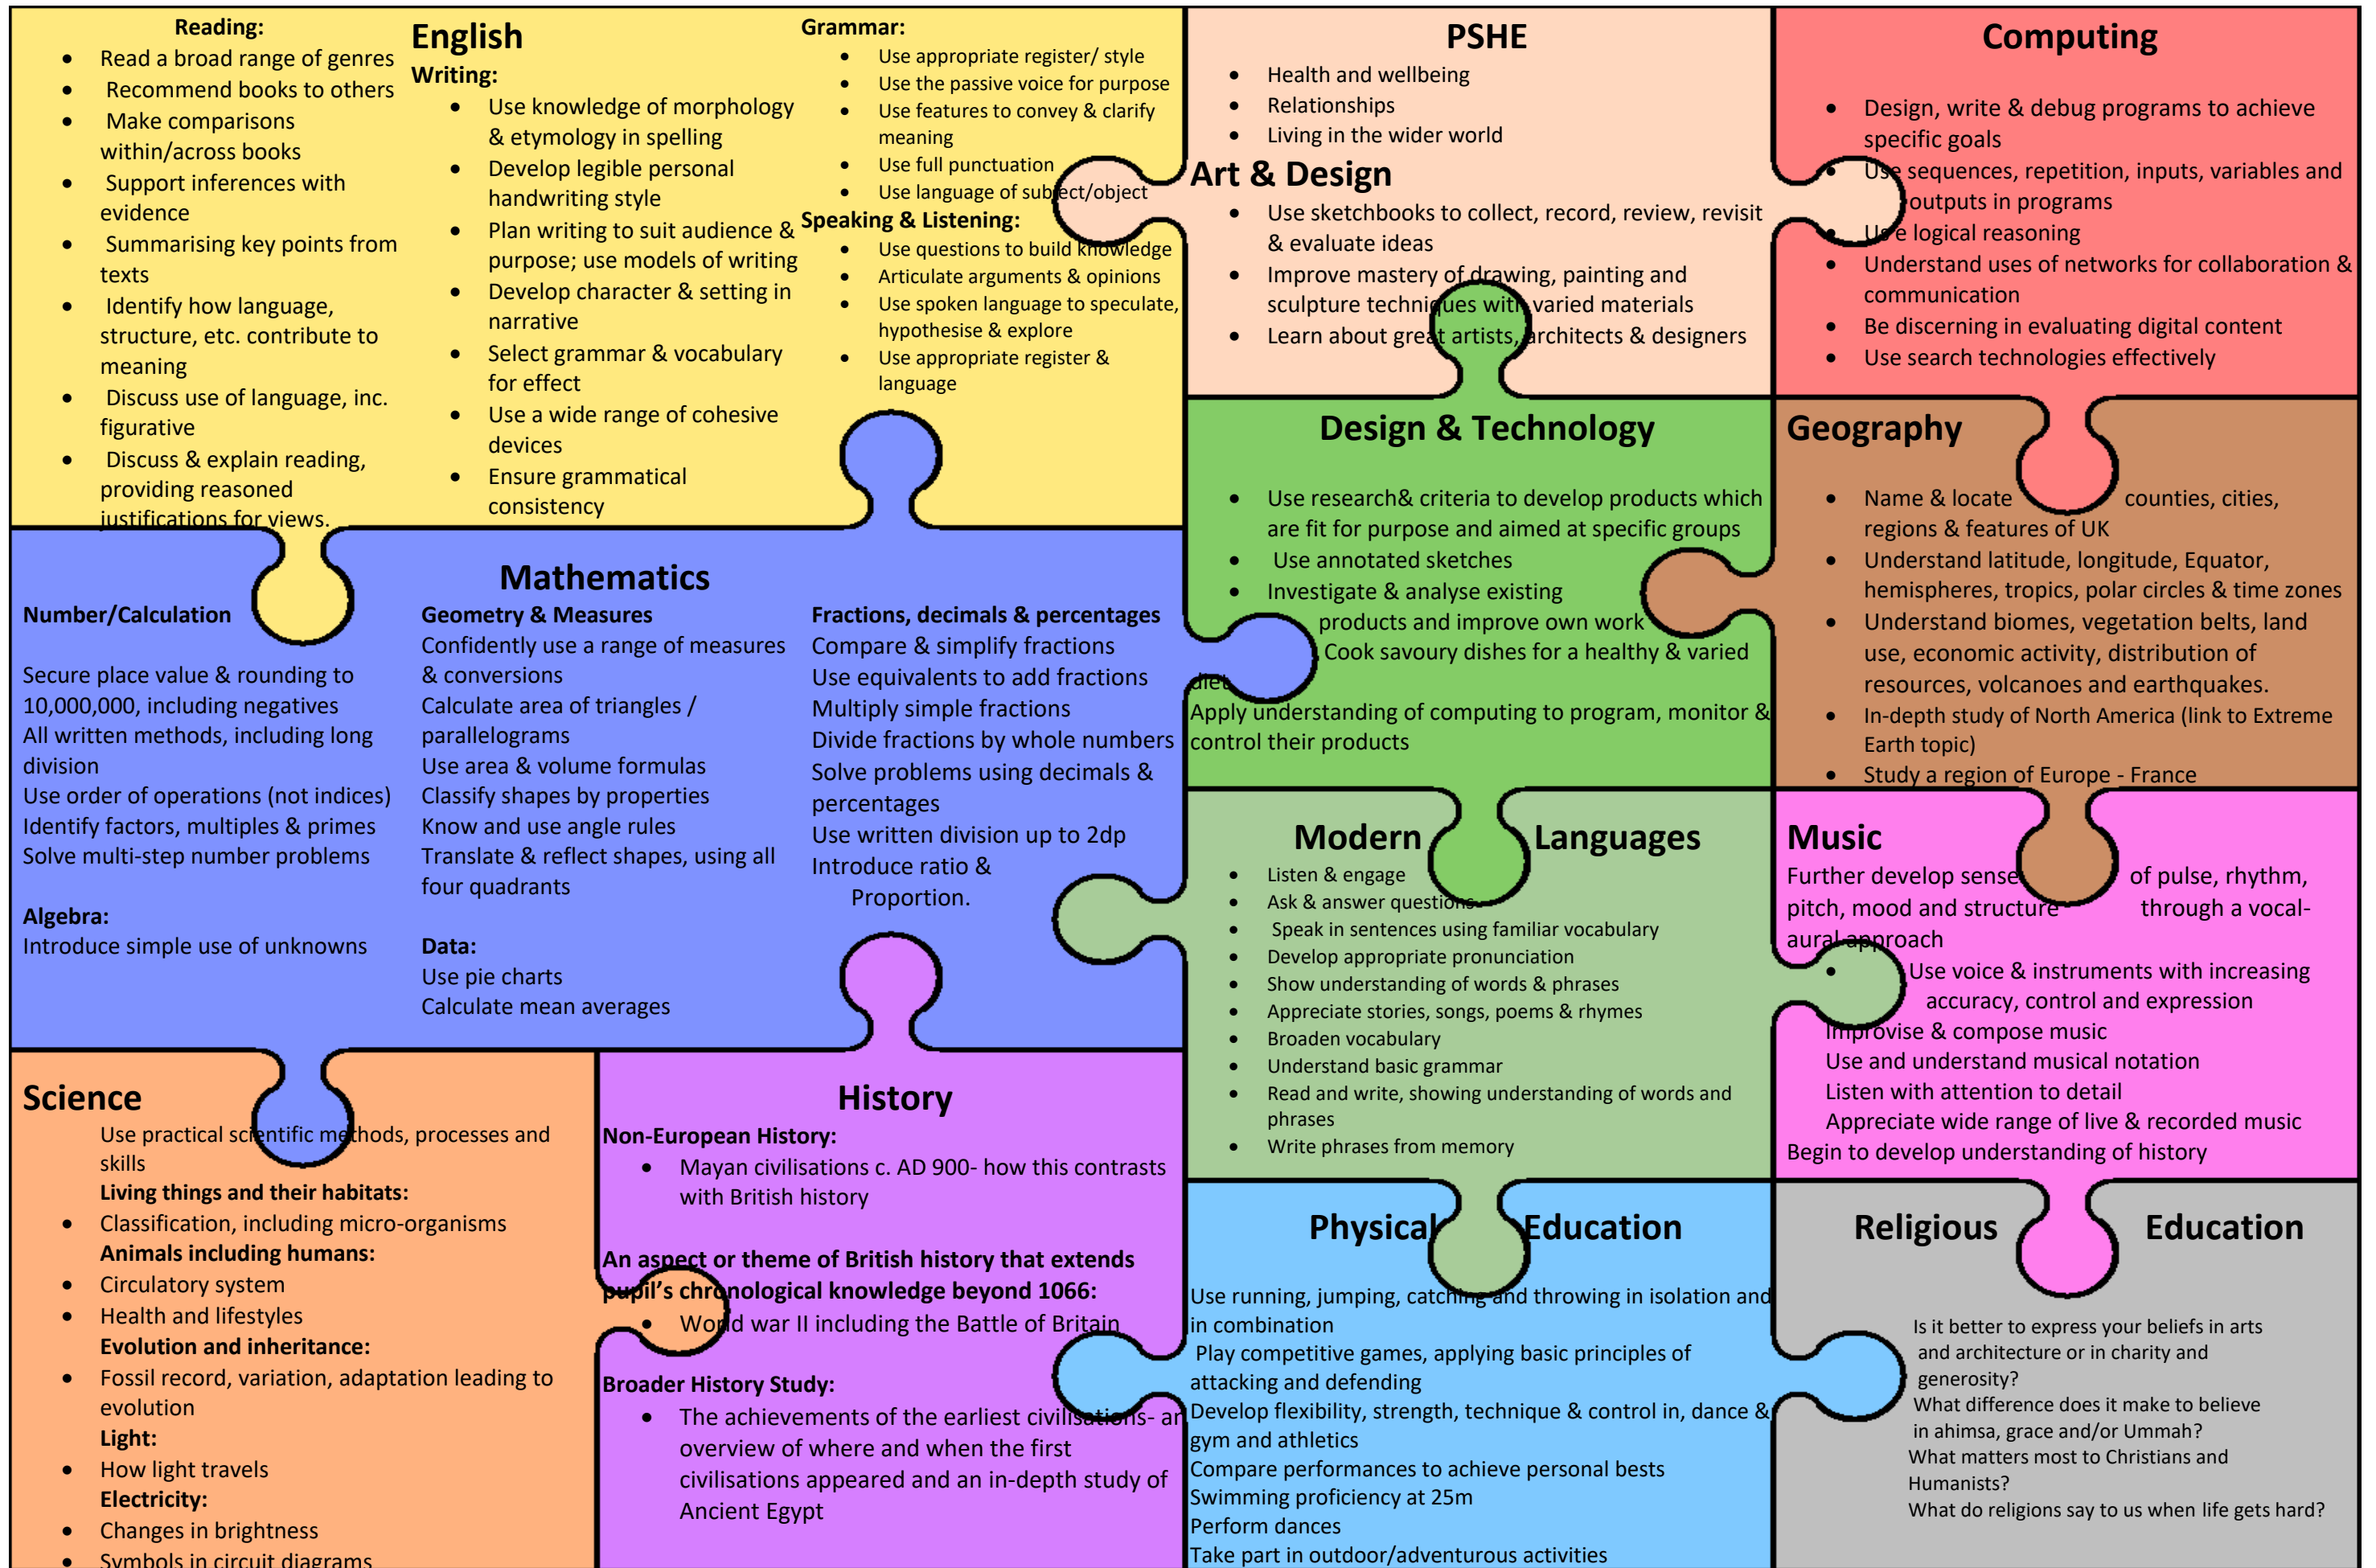 Reading:
• Read a broad range of genres
• Recommend books to others
• Make comparisons
within/across books
• Support inferences with
evidence
• Summarising key points from
texts
• Identify how language,
structure, etc. contribute to
meaning
• Discuss use of language, inc.
figurative
• Discuss & explain reading,
providing reasoned
justifications for views.
English
Writing:
• Use knowledge of morphology
& etymology in spelling
• Develop legible personal
handwriting style
• Plan writing to suit audience &
purpose; use models of writing
• Develop character & setting in
narrative
• Select grammar & vocabulary
for effect
• Use a wide range of cohesive
devices
• Ensure grammatical
consistency
Grammar:
• Use appropriate register/ style
• Use the passive voice for purpose
• Use features to convey & clarify
meaning
• Use full punctuation
• Use language of subject/object
Speaking & Listening:
• Use questions to build knowledge
• Articulate arguments & opinions
• Use spoken language to speculate,
hypothesise & explore
• Use appropriate register &
language
PSHE
• Health and wellbeing
• Relationships
• Living in the wider world
Art & Design
• Use sketchbooks to collect, record, review, revisit
& evaluate ideas
• Improve mastery of drawing, painting and
sculpture techniques with varied materials
• Learn about great artists, architects & designers
Computing
• Design, write & debug programs to achieve
specific goals
• Use sequences, repetition, inputs, variables and
outputs in programs
• Use logical reasoning
• Understand uses of networks for collaboration &
communication
• Be discerning in evaluating digital content
• Use search technologies effectively
Mathematics
Number/Calculation
Secure place value & rounding to
10,000,000, including negatives
All written methods, including long
division
Use order of operations (not indices)
Identify factors, multiples & primes
Solve multi-step number problems
Algebra:
Introduce simple use of unknowns
Geometry & Measures
Confidently use a range of measures
& conversions
Calculate area of triangles /
parallelograms
Use area & volume formulas
Classify shapes by properties
Know and use angle rules
Translate & reflect shapes, using all
four quadrants
Data:
Use pie charts
Calculate mean averages
Fractions, decimals & percentages
Compare & simplify fractions
Use equivalents to add fractions
Multiply simple fractions
Divide fractions by whole numbers
Solve problems using decimals &
percentages
Use written division up to 2dp
Introduce ratio &
Proportion.
Design & Technology
• Use research& criteria to develop products which
are fit for purpose and aimed at specific groups
• Use annotated sketches
• Investigate & analyse existing
products and improve own work
Cook savoury dishes for a healthy & varied
diet
Apply understanding of computing to program, monitor &
control their products
Geography
• Name & locate counties, cities,
regions & features of UK
• Understand latitude, longitude, Equator,
hemispheres, tropics, polar circles & time zones
• Understand biomes, vegetation belts, land
use, economic activity, distribution of
resources, volcanoes and earthquakes.
• In-depth study of North America (link to Extreme
Earth topic)
• Study a region of Europe - France
Modern Languages
• Listen & engage
• Ask & answer questions
• Speak in sentences using familiar vocabulary
• Develop appropriate pronunciation
• Show understanding of words & phrases
• Appreciate stories, songs, poems & rhymes
• Broaden vocabulary
• Understand basic grammar
• Read and write, showing understanding of words and
phrases
• Write phrases from memory
Music
Further develop sense of pulse, rhythm,
pitch, mood and structure through a vocal-
aural approach
• Use voice & instruments with increasing
accuracy, control and expression
Improvise & compose music
Use and understand musical notation
Listen with attention to detail
Appreciate wide range of live & recorded music
Begin to develop understanding of history
Science
Use practical scientific methods, processes and
skills
Living things and their habitats:
• Classification, including micro-organisms
Animals including humans:
• Circulatory system
• Health and lifestyles
Evolution and inheritance:
• Fossil record, variation, adaptation leading to
evolution
Light:
• How light travels
Electricity:
• Changes in brightness
• Symbols in circuit diagrams
History
Non-European History:
• Mayan civilisations c. AD 900- how this contrasts
with British history
An aspect or theme of British history that extends
pupil’s chronological knowledge beyond 1066:
• World war II including the Battle of Britain
Broader History Study:
• The achievements of the earliest civilisations- an
overview of where and when the first
civilisations appeared and an in-depth study of
Ancient Egypt
Physical Education
Use running, jumping, catching and throwing in isolation and
in combination
Play competitive games, applying basic principles of
attacking and defending
Develop flexibility, strength, technique & control in, dance &
gym and athletics
Compare performances to achieve personal bests
Swimming proficiency at 25m
Perform dances
Take part in outdoor/adventurous activities
Religious Education
Is it better to express your beliefs in arts
and architecture or in charity and
generosity?
What difference does it make to believe
in ahimsa, grace and/or Ummah?
What matters most to Christians and
Humanists?
What do religions say to us when life gets hard?